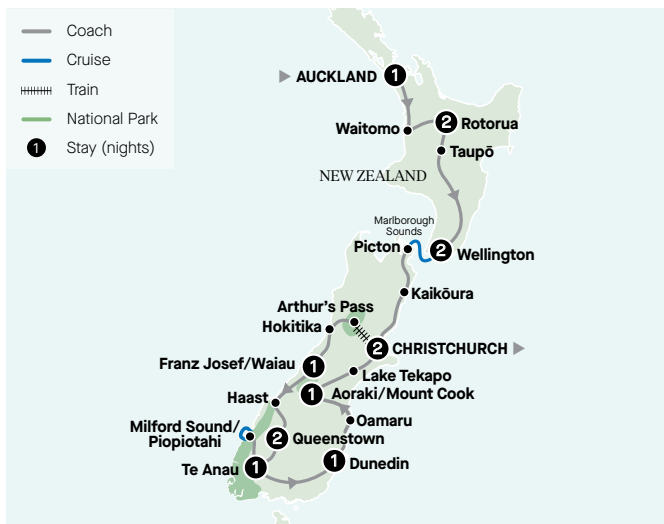 Coach
Cruise
Train
National Park
1 Stay (nights)
AUCKLAND 1
Waitomo
2 Rotorua
Taupō
NEW ZEALAND
Marlborough
Sounds
Picton
2 Wellington
Kaikōura
Arthur's Pass
Hokitika
2 CHRISTCHURCH
Franz Josef/Waiau 1
Lake Tekapo
1 Aoraki/Mount Cook
Haast
Oamaru
Milford Sound/
Piopiotahi
2 Queenstown
Te Anau 1
1 Dunedin